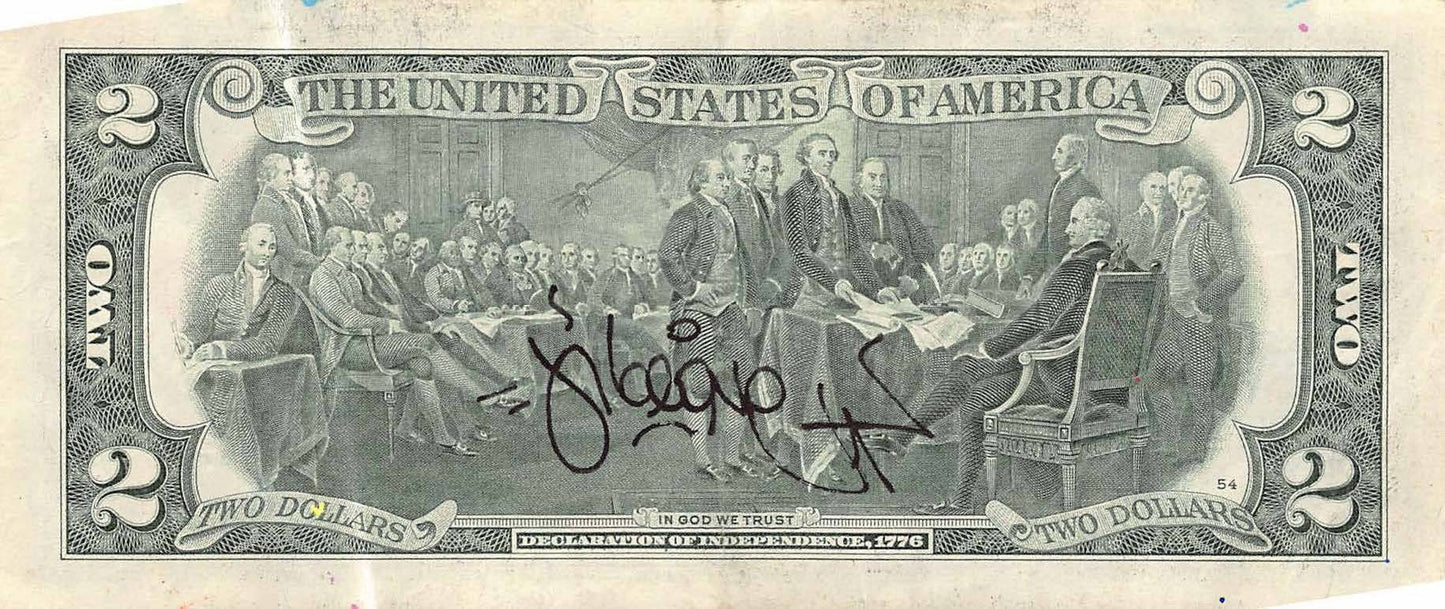 THE UNITED STATES OF AMERICA
2
2
TWO
TWO
2
2
54
TWO DOLLARS
IN GOD WE TRUST
TWO DOLLARS
DECLARATION OF INDEPENDENCE, 1776